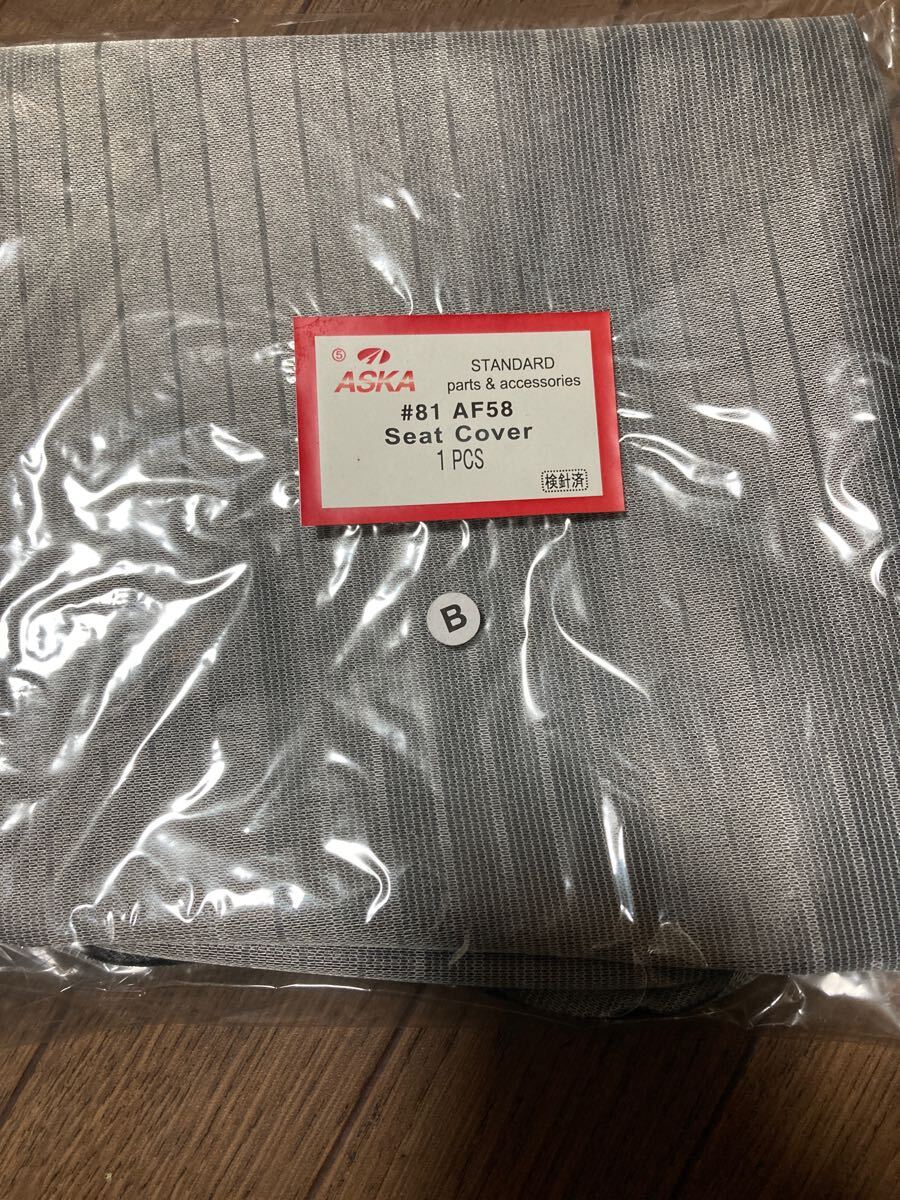 ⑤
ASKA
STANDARD
parts & accessories
#81 AF58
Seat Cover
1 PCS
検針済
B